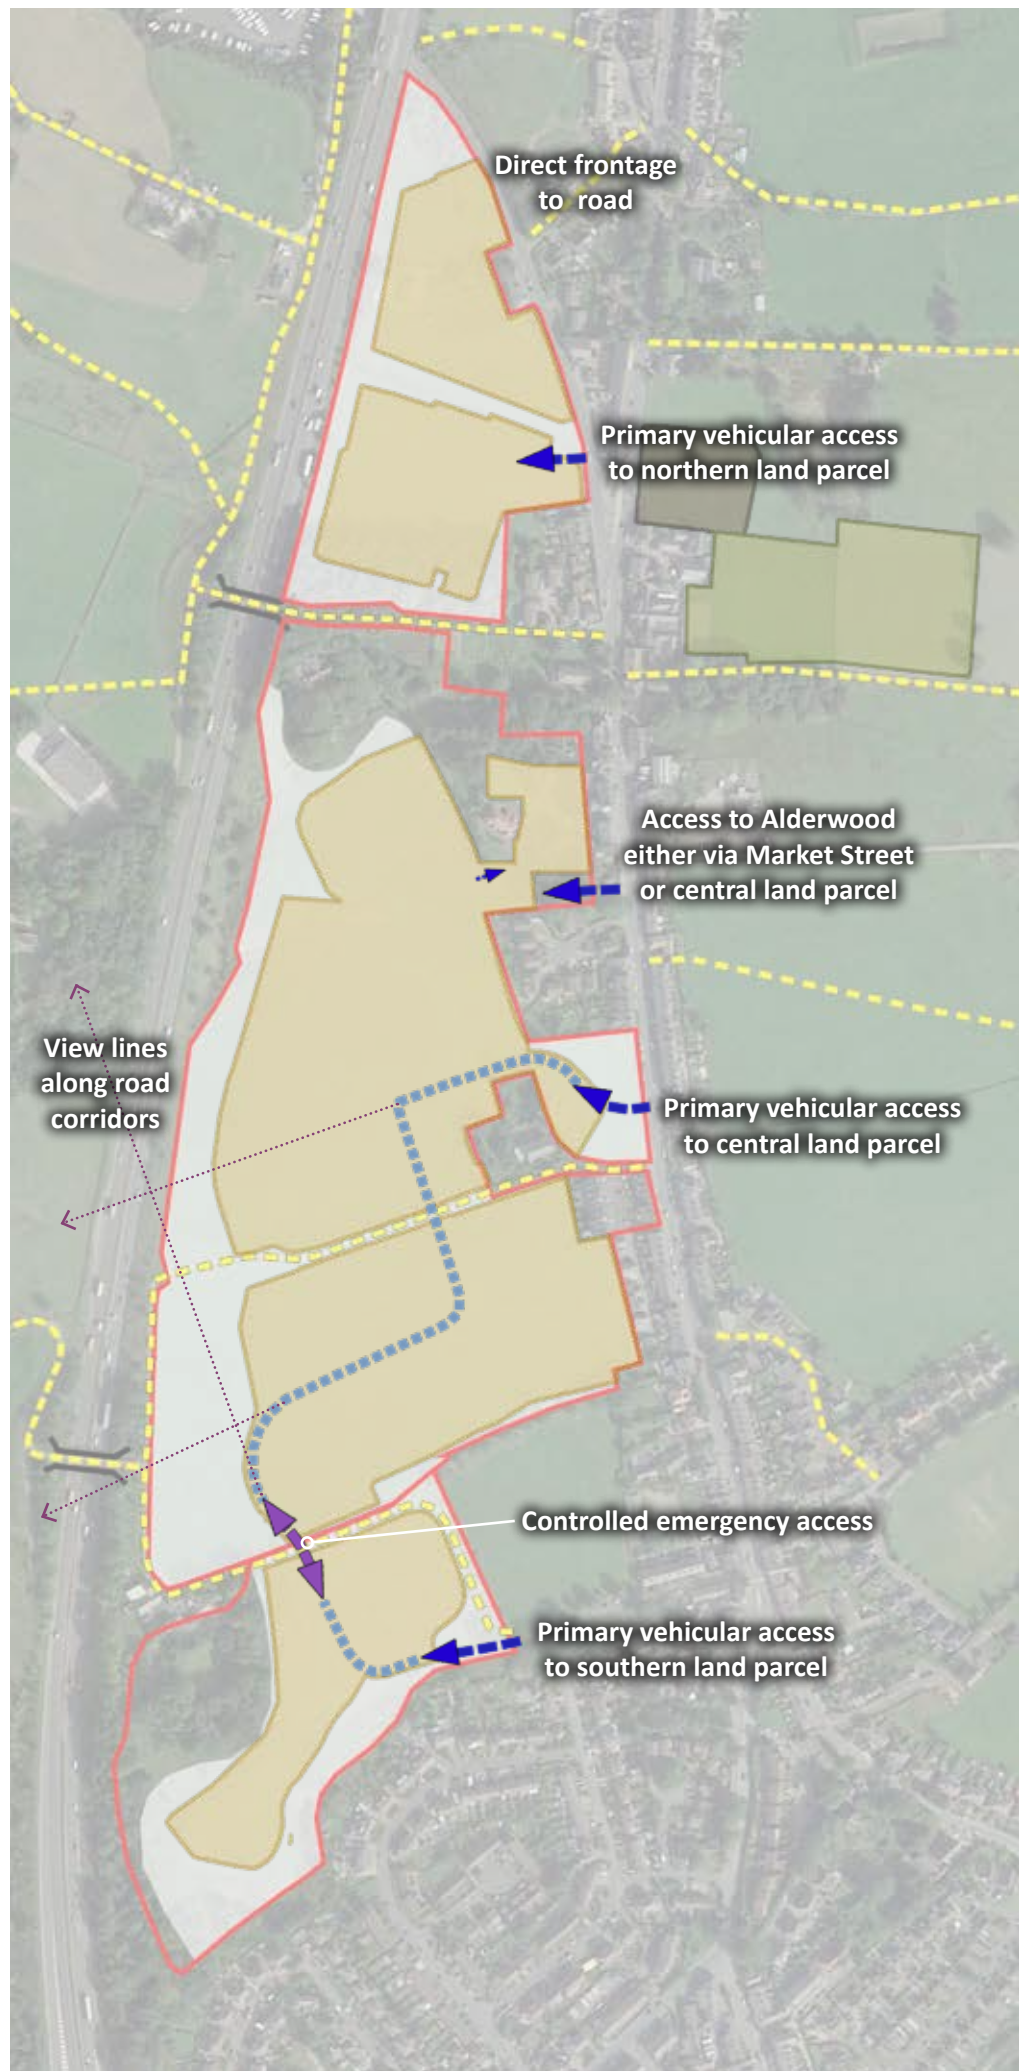 Direct frontage
to road
Primary vehicular access
to northern land parcel
Access to Alderwood
either via Market Street
or central land parcel
View lines
along road
corridors
Primary vehicular access
to central land parcel
Controlled emergency access
Primary vehicular access
to southern land parcel